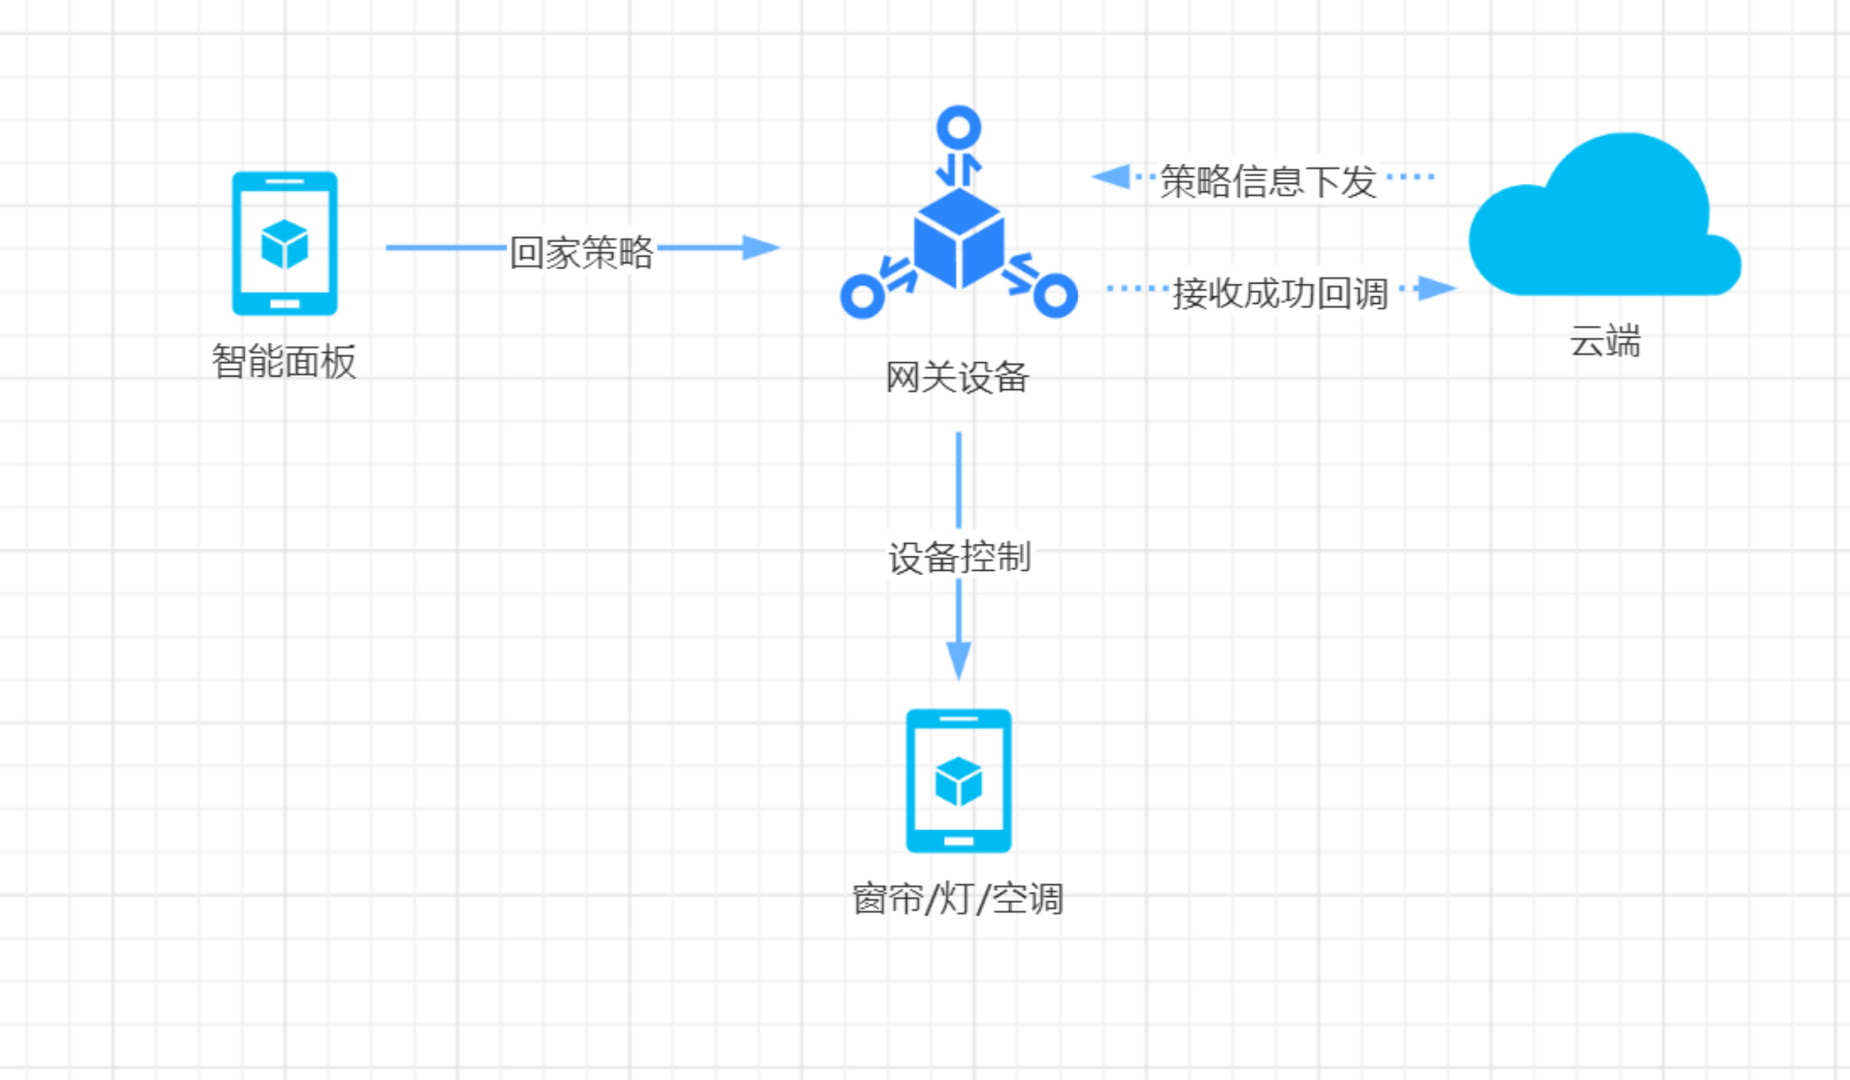 策略信息下发
回家策略
接收成功回调
云端
智能面板
网关设备
设备控制
窗帘/灯/空调